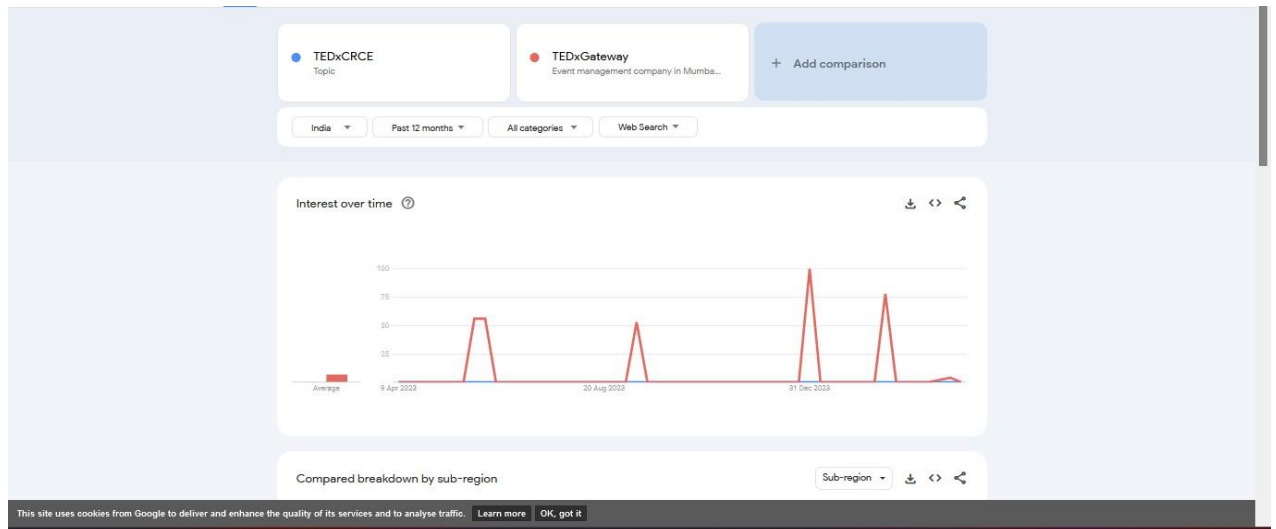 TEDxCRCE
Topic
TEDxGateway
Event management company in Mumba...
+ Add comparison
India
Past 12 months
All categories
Web Search
Interest over time
100
75
50
25
Average
9 Apr 2023
20 Aug 2023
31 Dec 2023
Compared breakdown by sub-region
Sub-region
This site uses cookies from Google to deliver and enhance the quality of its services and to analyse traffic. Learn more OK, got it